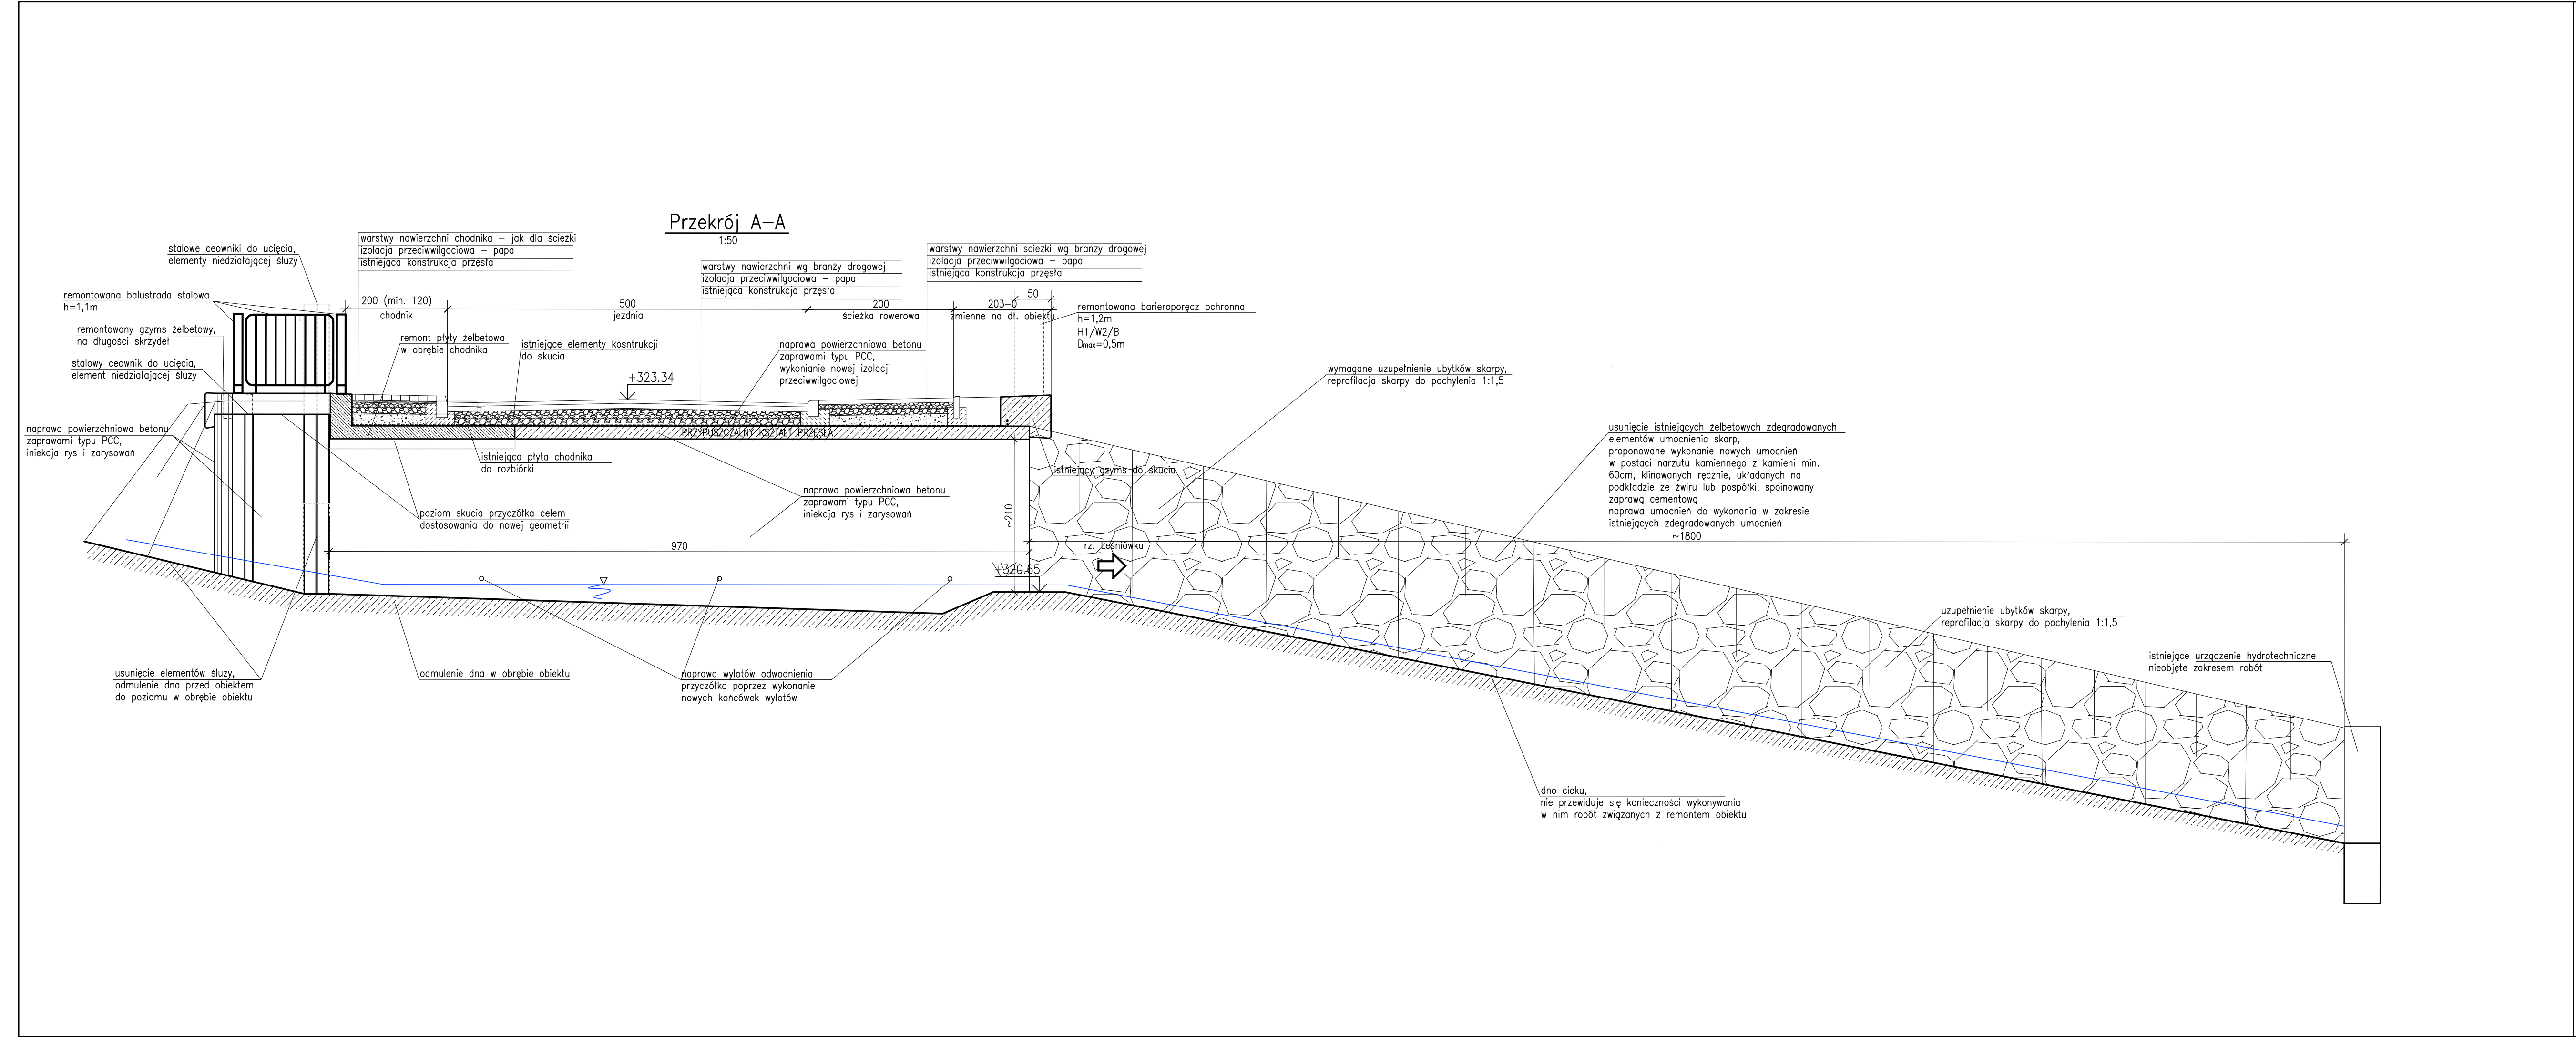 Przekrój A–A
1:50
stalowe ceowniki do ucięcia,
elementy niedziałającej śluzy
warstwy nawierzchni chodnika – jak dla ścieżki
izolacja przeciwwilgociowa – papa
istniejąca konstrukcja przęsła
warstwy nawierzchni wg branży drogowej
izolacja przeciwwilgociowa – papa
istniejąca konstrukcja przęsła
warstwy nawierzchni ścieżki wg branży drogowej
izolacja przeciwwilgociowa – papa
istniejąca konstrukcja przęsła
remontowana balustrada stalowa
h=1,1m
200 (min. 120)
chodnik
500
jezdnia
200
ścieżka rowerowa
203-0
zmienne na dł. obiektu
50
remontowana barieroporęcz ochronna
h=1,2m
H1/W2/B
Dmax=0,5m
remontowany gzyms żelbetowy,
na długości skrzydeł
remont płyty żelbetowa
w obrębie chodnika
istniejące elementy kosntrukcji
do skucia
naprawa powierzchniowa betonu
zaprawami typu PCC,
wykonianie nowej izolacji
przeciwwilgociowej
stalowy ceownik do ucięcia,
element niedziałającej śluzy
+323.34
wymagane uzupełnienie ubytków skarpy,
reprofilacja skarpy do pochylenia 1:1,5
naprawa powierzchniowa betonu
zaprawami typu PCC,
iniekcja rys i zarysowań
PRZYPUSZCZALNY KSZTAŁT PRZĘSŁA
usunięcie istniejących żelbetowych zdegradowanych
elementów umocnienia skarp,
proponowane wykonanie nowych umocnień
w postaci narzutu kamiennego z kamieni min.
60cm, klinowanych ręcznie, układanych na
podkładzie ze żwiru lub pospółki, spoinowany
zaprawą cementową
naprawa umocnień do wykonania w zakresie
istniejących zdegradowanych umocnień
istniejąca płyta chodnika
do rozbiórki
istniejący gzyms do skucia
naprawa powierzchniowa betonu
zaprawami typu PCC,
iniekcja rys i zarysowań
poziom skucia przyczółka celem
dostosowania do nowej geometrii
~210
970
rz. Leśniówka
~1800
+320.65
uzupełnienie ubytków skarpy,
reprofilacja skarpy do pochylenia 1:1,5
istniejące urządzenie hydrotechniczne
nieobjęte zakresem robót
usunięcie elementów śluzy,
odmulenie dna przed obiektem
do poziomu w obrębie obiektu
odmulenie dna w obrębie obiektu
naprawa wylotów odwodnienia
przyczółka poprzez wykonanie
nowych końcówek wylotów
dno cieku,
nie przewiduje się konieczności wykonywania
w nim robót związanych z remontem obiektu